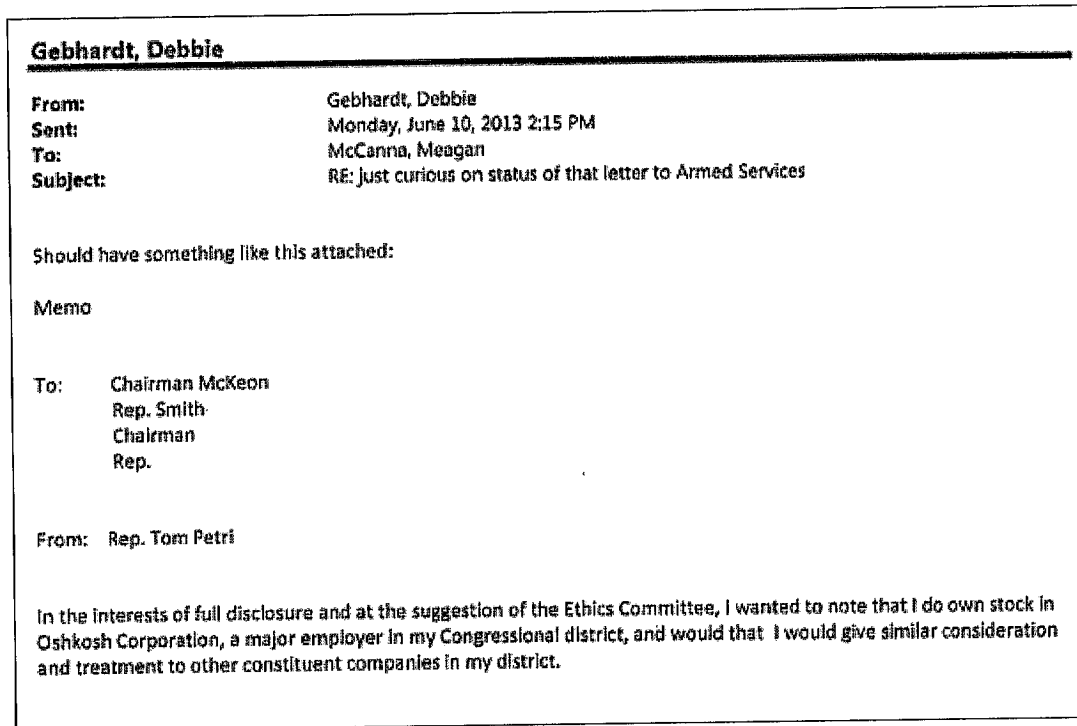 Gebhardt, Debbie
From: Gebhardt, Debbie
Sent: Monday, June 10, 2013 2:15 PM
To: McCanna, Meagan
Subject: RE: just curious on status of that letter to Armed Services
Should have something like this attached:
Memo
To: Chairman McKeon
Rep. Smith
Chairman
Rep.
From: Rep. Tom Petri
In the interests of full disclosure and at the suggestion of the Ethics Committee, I wanted to note that I do own stock in
Oshkosh Corporation, a major employer in my Congressional district, and would that I would give similar consideration
and treatment to other constituent companies in my district.